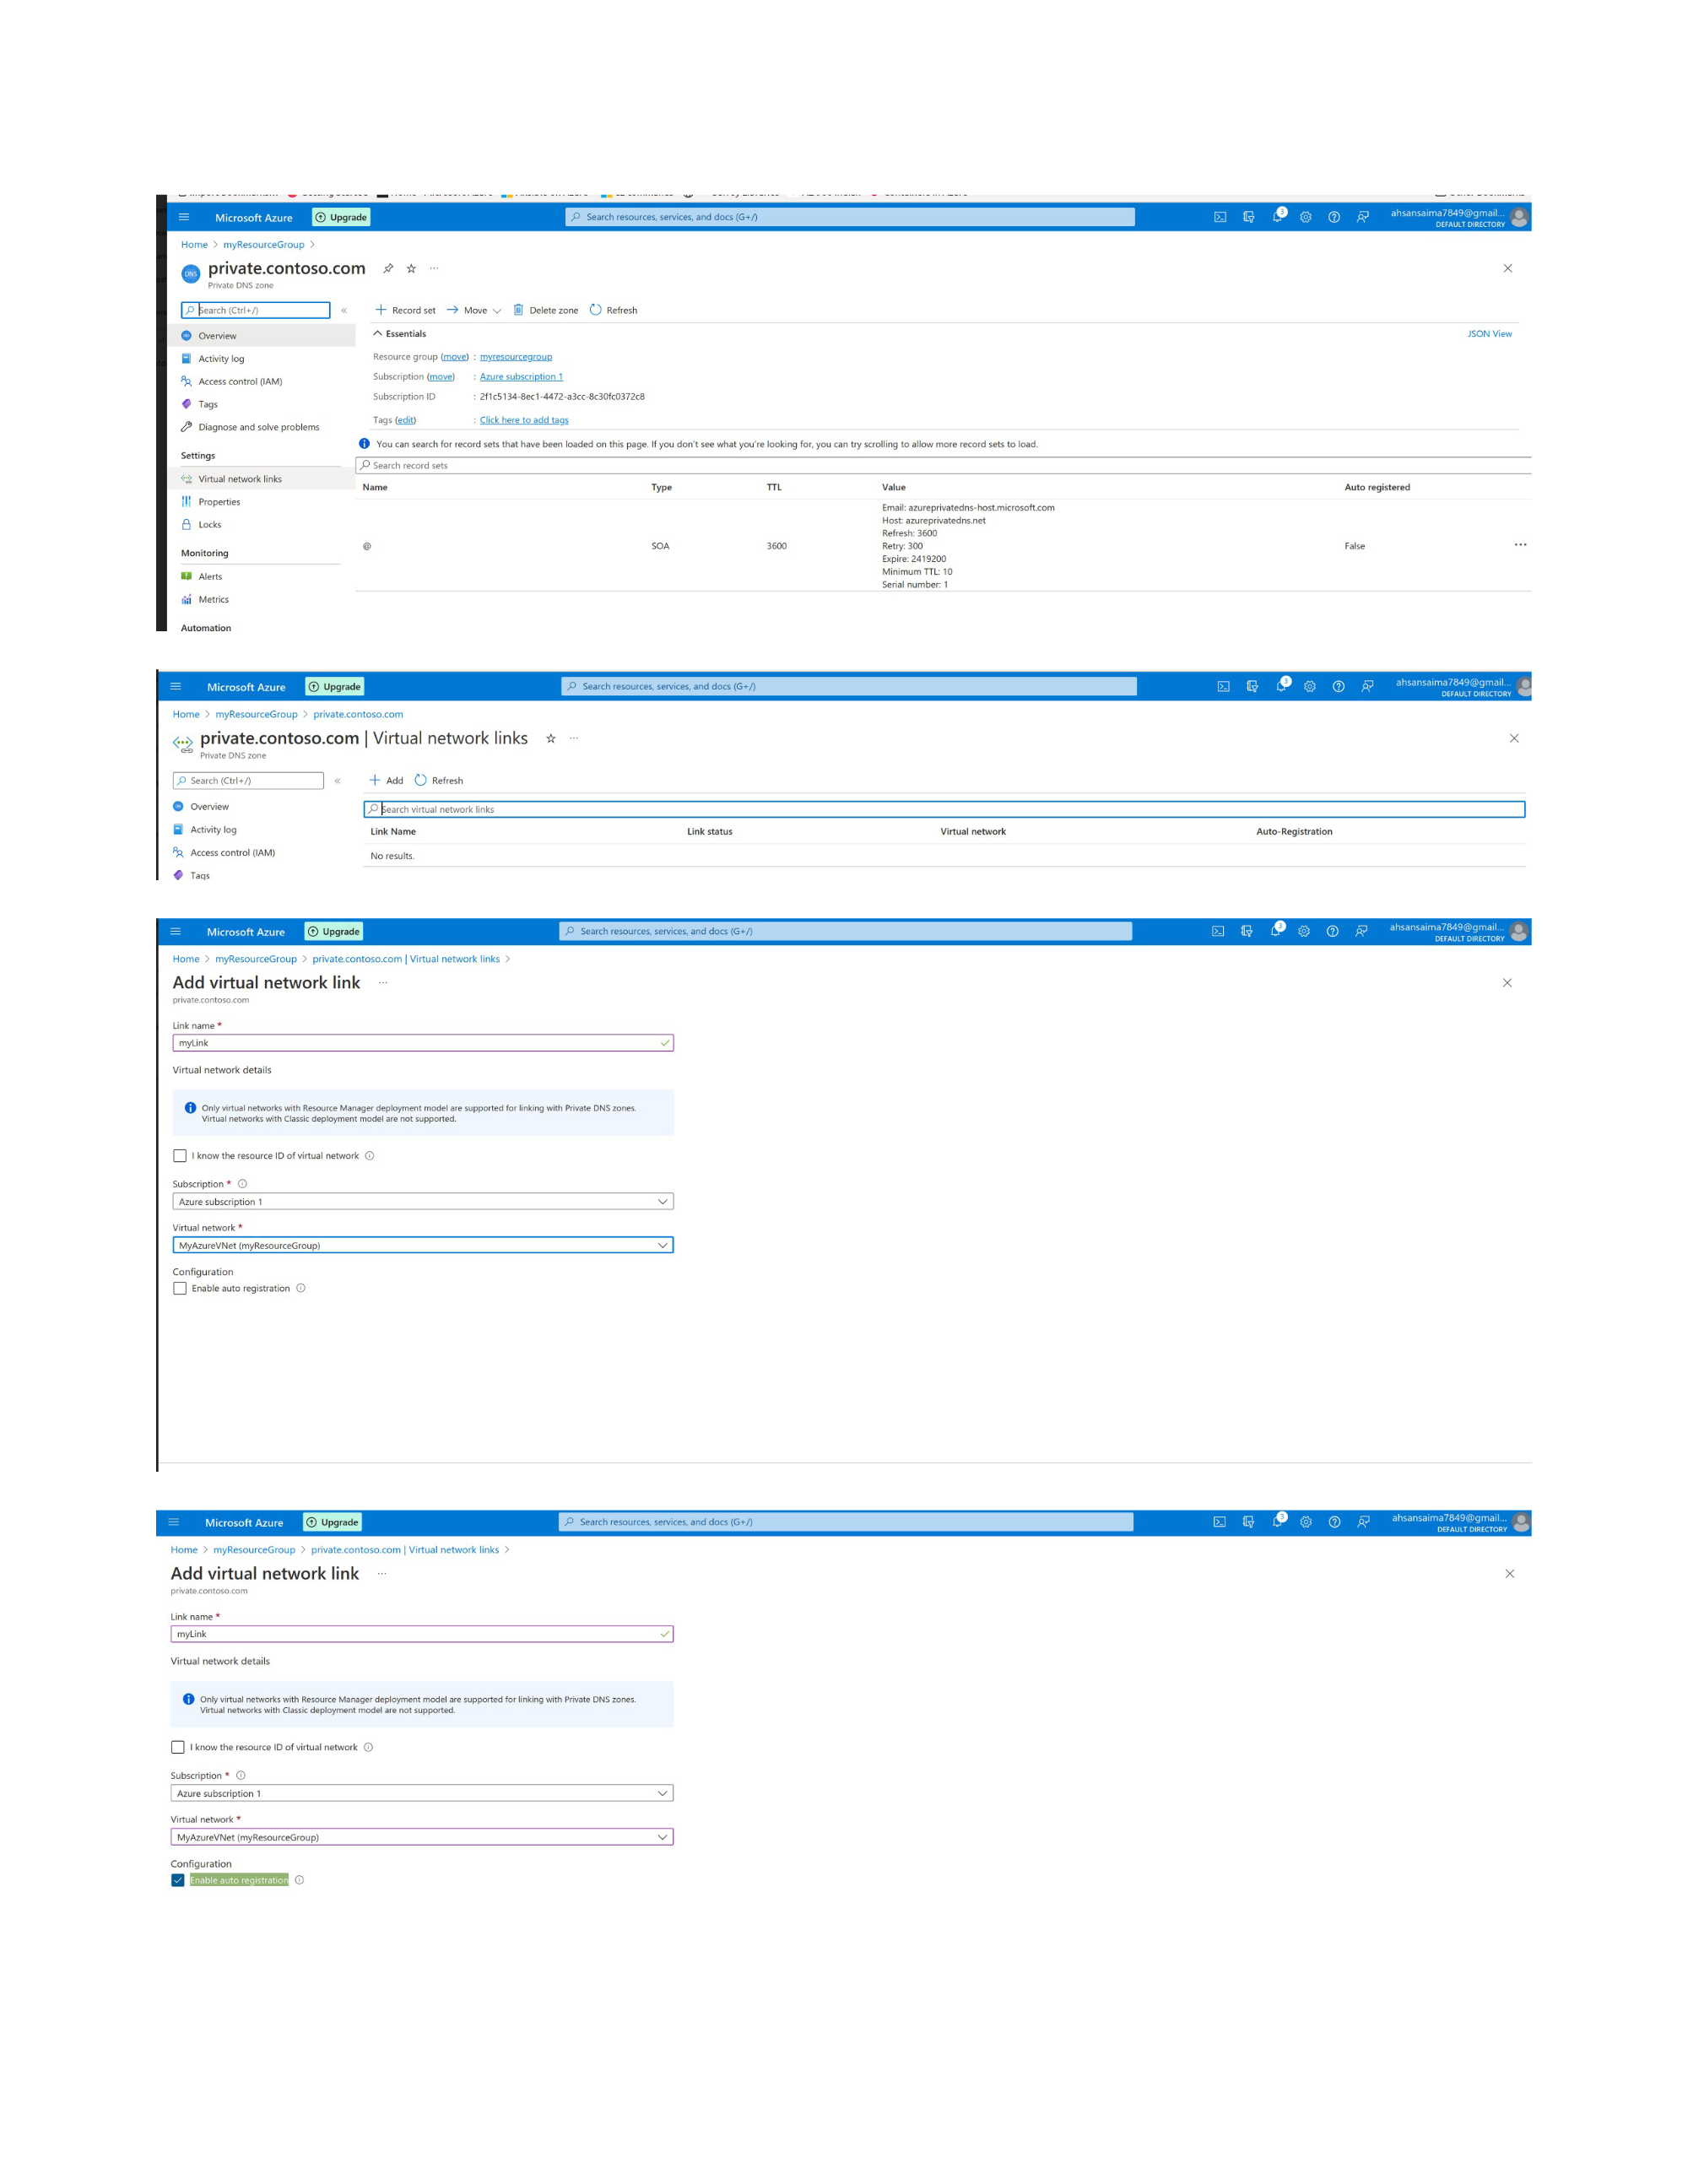 Microsoft Azure Upgrade Search resources, services, and docs (G+/) 3 ahsansaima7849@gmail...
DEFAULT DIRECTORY
Home > myResourceGroup >
private.contoso.com
DNS
Private DNS zone
Search (Ctrl+/) « Record set Move Delete zone Refresh
Overview
Essentials JSON View
Activity log
Resource group (move) : myresourcegroup
Access control (IAM)
Subscription (move) : Azure subscription 1
Tags
Subscription ID : 2f1c5134-8ec1-4472-a3cc-8c30fc0372c8
Diagnose and solve problems
Tags (edit) : Click here to add tags
You can search for record sets that have been loaded on this page. If you don't see what you're looking for, you can try scrolling to allow more record sets to load.
Settings
Search record sets
Virtual network links
Name Type TTL Value Auto registered
Properties
Locks
Monitoring
Alerts
Metrics
Automation
Email: azureprivatedns-host.microsoft.com
Host: azureprivatedns.net
Refresh: 3600
@ SOA 3600 Retry: 300 False
Expire: 2419200
Minimum TTL: 10
Serial number: 1
Microsoft Azure Upgrade Search resources, services, and docs (G+/) 3 ahsansaima7849@gmail...
DEFAULT DIRECTORY
Home > myResourceGroup > private.contoso.com
private.contoso.com | Virtual network links
Private DNS zone
Search (Ctrl+/) « Add Refresh
Overview
Search virtual network links
Activity log
Link Name Link status Virtual network Auto-Registration
Access control (IAM)
No results.
Tags
Microsoft Azure Upgrade Search resources, services, and docs (G+/) 3 ahsansaima7849@gmail...
DEFAULT DIRECTORY
Home > myResourceGroup > private.contoso.com | Virtual network links >
Add virtual network link
private.contoso.com
Link name *
myLink
Virtual network details
Only virtual networks with Resource Manager deployment model are supported for linking with Private DNS zones.
Virtual networks with Classic deployment model are not supported.
I know the resource ID of virtual network
Subscription *
Azure subscription 1
Virtual network *
MyAzureVNet (myResourceGroup)
Configuration
Enable auto registration
Microsoft Azure Upgrade Search resources, services, and docs (G+/) 3 ahsansaima7849@gmail...
DEFAULT DIRECTORY
Home > myResourceGroup > private.contoso.com | Virtual network links >
Add virtual network link
private.contoso.com
Link name *
myLink
Virtual network details
Only virtual networks with Resource Manager deployment model are supported for linking with Private DNS zones.
Virtual networks with Classic deployment model are not supported.
I know the resource ID of virtual network
Subscription *
Azure subscription 1
Virtual network *
MyAzureVNet (myResourceGroup)
Configuration
Enable auto registration